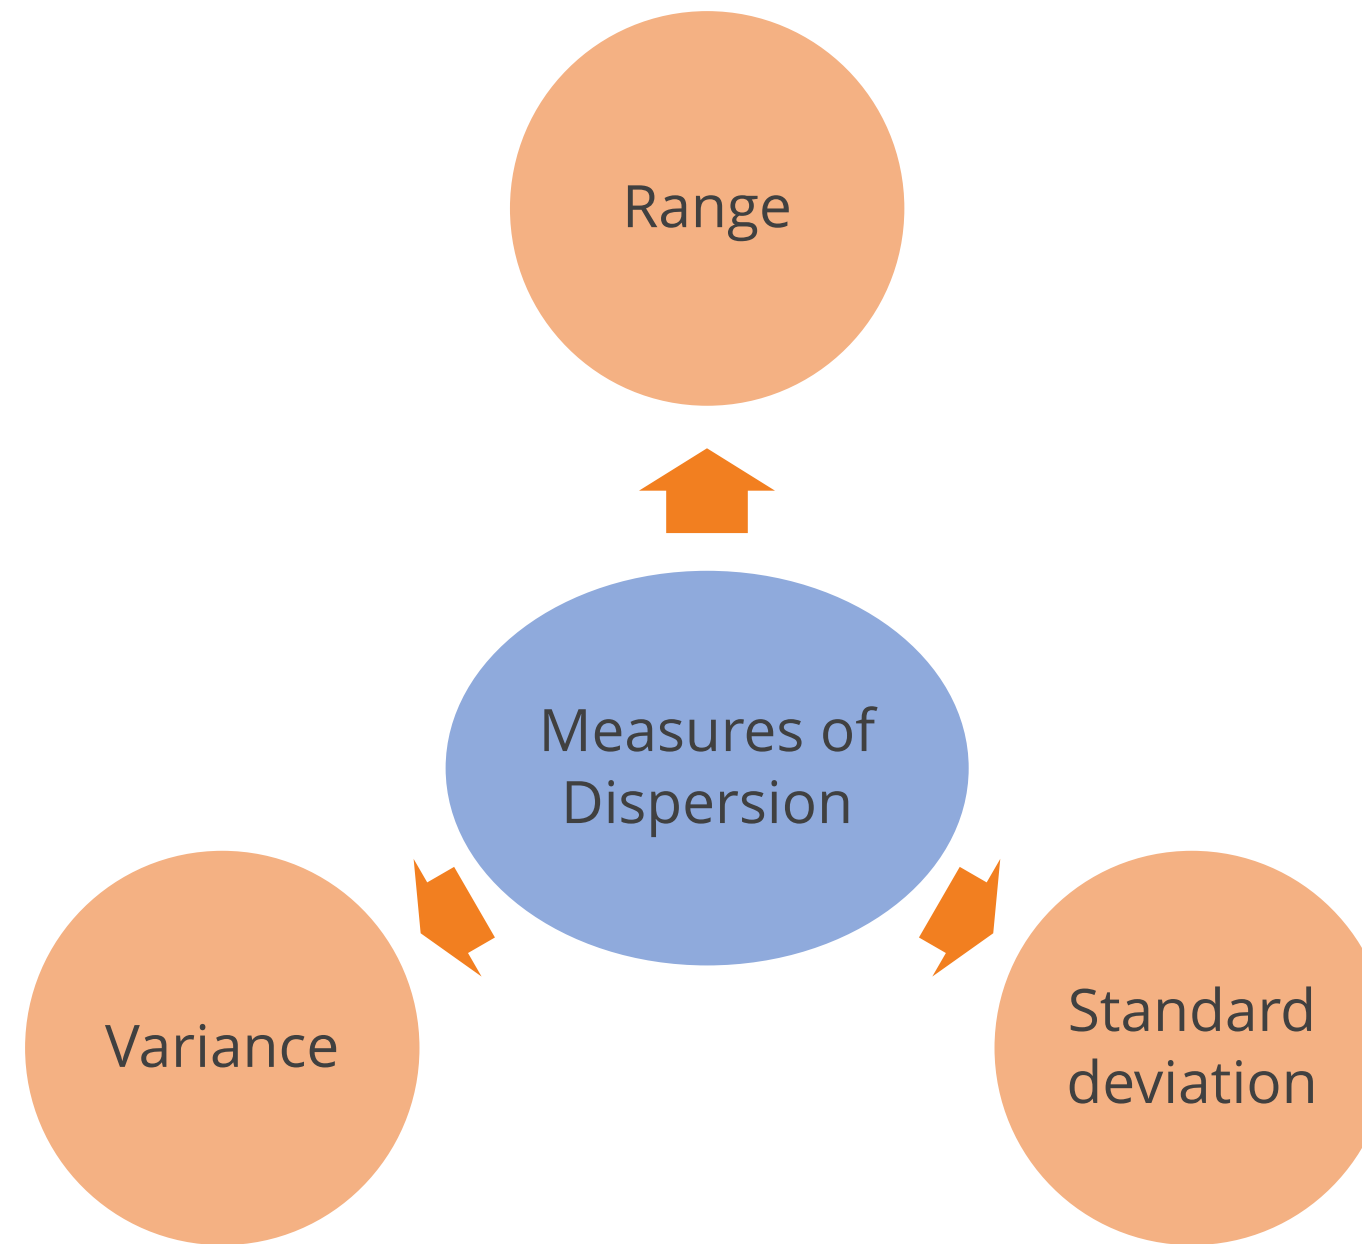 Range
Measures of
Dispersion
Variance
Standard
deviation